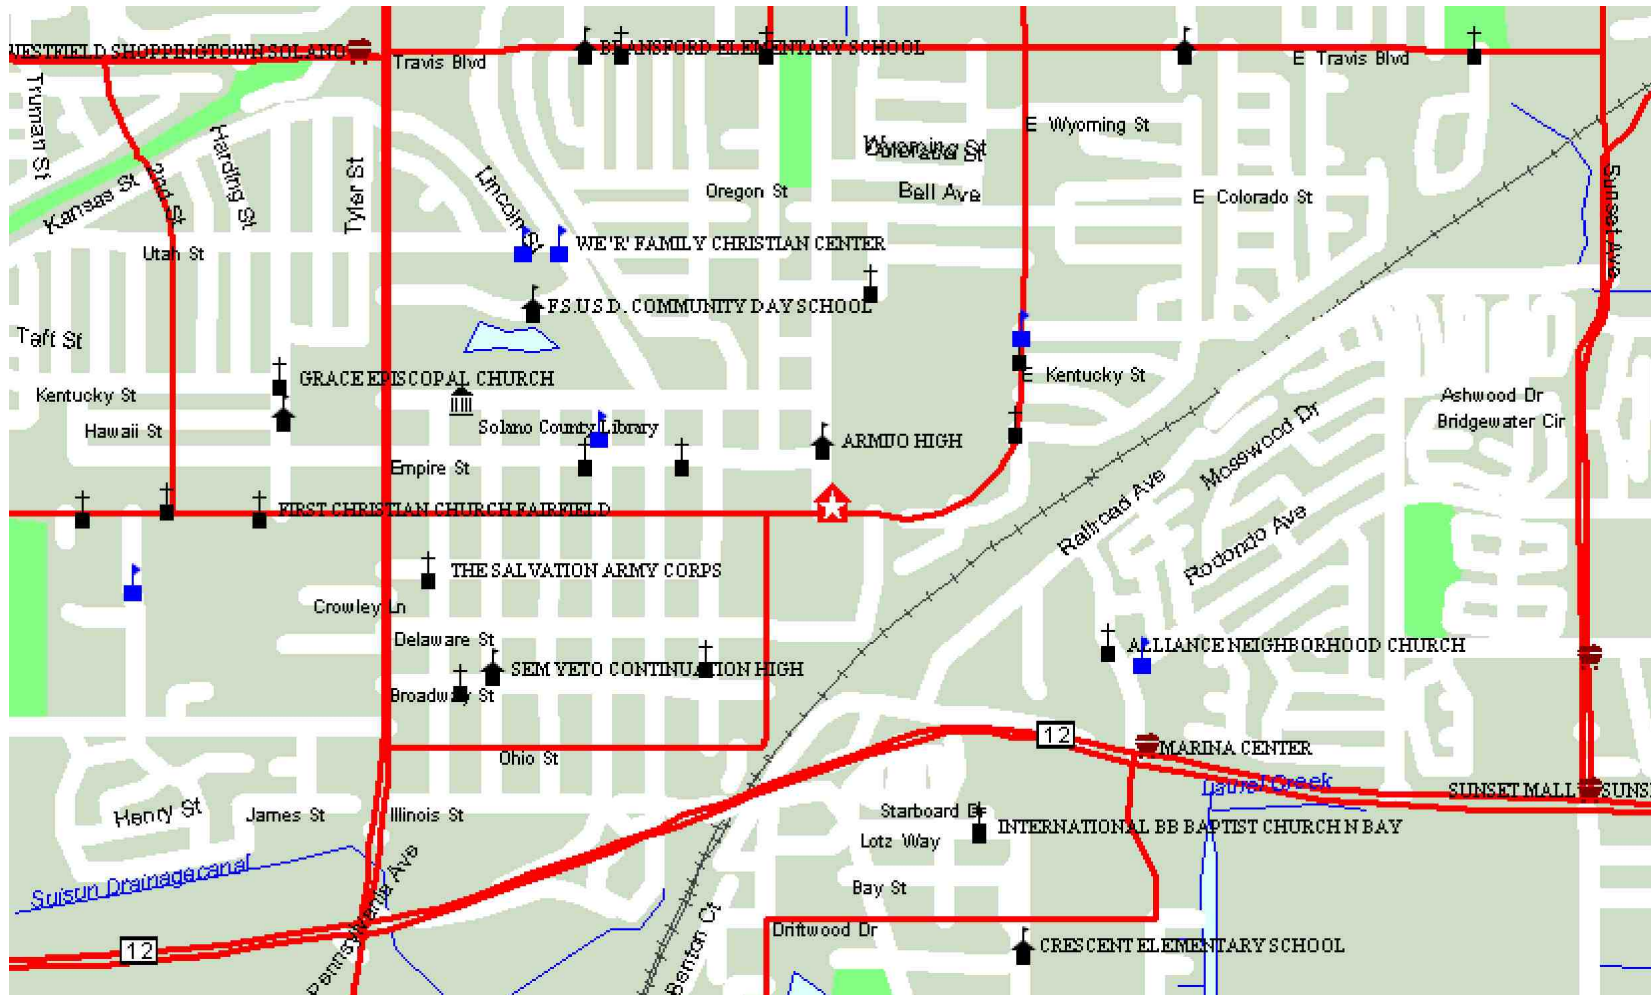 WESTFIELD SHOPPINGTOWN SOLANO
BRANSFORD ELEMENTARY SCHOOL
Travis Blvd
E Travis Blvd
Truman St
Harding St
Kansas St
2nd St
Tyler St
Lincoln
E Wyoming St
Wyoming St
Oregon St
Bell Ave
E Colorado St
Sunset Ave
Utah St
WE'R' FAMILY CHRISTIAN CENTER
F.S.U.S.D. COMMUNITY DAY SCHOOL
Taft St
GRACE EPISCOPAL CHURCH
E Kentucky St
Kentucky St
Ashwood Dr
Bridgewater Cir
Hawaii St
Solano County Library
Mosswood Dr
ARMIJO HIGH
Empire St
FIRST CHRISTIAN CHURCH FAIRFIELD
Railroad Ave
Rodondo Ave
THE SALVATION ARMY CORPS
Crowley Ln
Delaware St
ALLIANCE NEIGHBORHOOD CHURCH
SEM YETO CONTINUATION HIGH
Broadway St
12
MARINA CENTER
Ohio St
Laurel Creek
SUNSET MALL
SUNS
Henry St
James St
Illinois St
Starboard Dr
INTERNATIONAL BB BAPTIST CHURCH N BAY
Lotz Way
Suisun Drainagecanal
Pennsylvania Ave
Bay St
Benton Ct
Driftwood Dr
12
CRESCENT ELEMENTARY SCHOOL